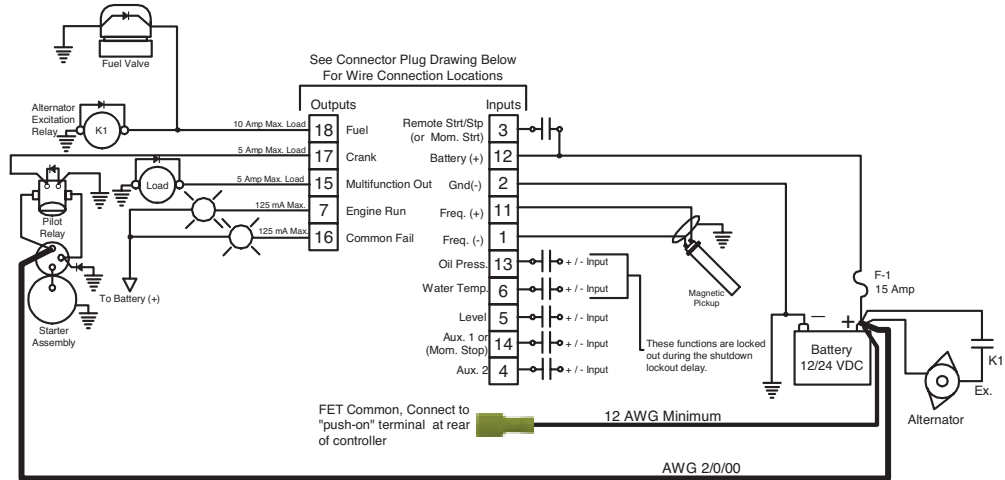 Fuel Valve
See Connector Plug Drawing Below
For Wire Connection Locations
Alternator
Excitation
Relay
K1
Outputs
Inputs
10 Amp Max. Load
18
Fuel
Remote Strt/Stp
(or Mom. Strt)
3
5 Amp Max. Load
17
Crank
Battery (+)
12
Load
5 Amp Max. Load
15
Multifunction Out
Gnd(-)
2
125 mA Max.
7
Engine Run
Freq. (+)
11
125 mA Max.
16
Common Fail
Freq. (-)
1
Pilot
Relay
Oil Press.
13
+ / - Input
Water Temp.
6
+ / - Input
Level
5
+ / - Input
Aux. 1 or
(Mom. Stop)
14
+ / - Input
Aux. 2
4
+ / - Input
To Battery (+)
Starter
Assembly
Magnetic
Pickup
F-1
15 Amp
These functions are locked
out during the shutdown
lockout delay.
— +
Battery
12/24 VDC
K1
Ex.
Alternator
FET Common, Connect to
"push-on" terminal at rear
of controller
12 AWG Minimum
AWG 2/0/00